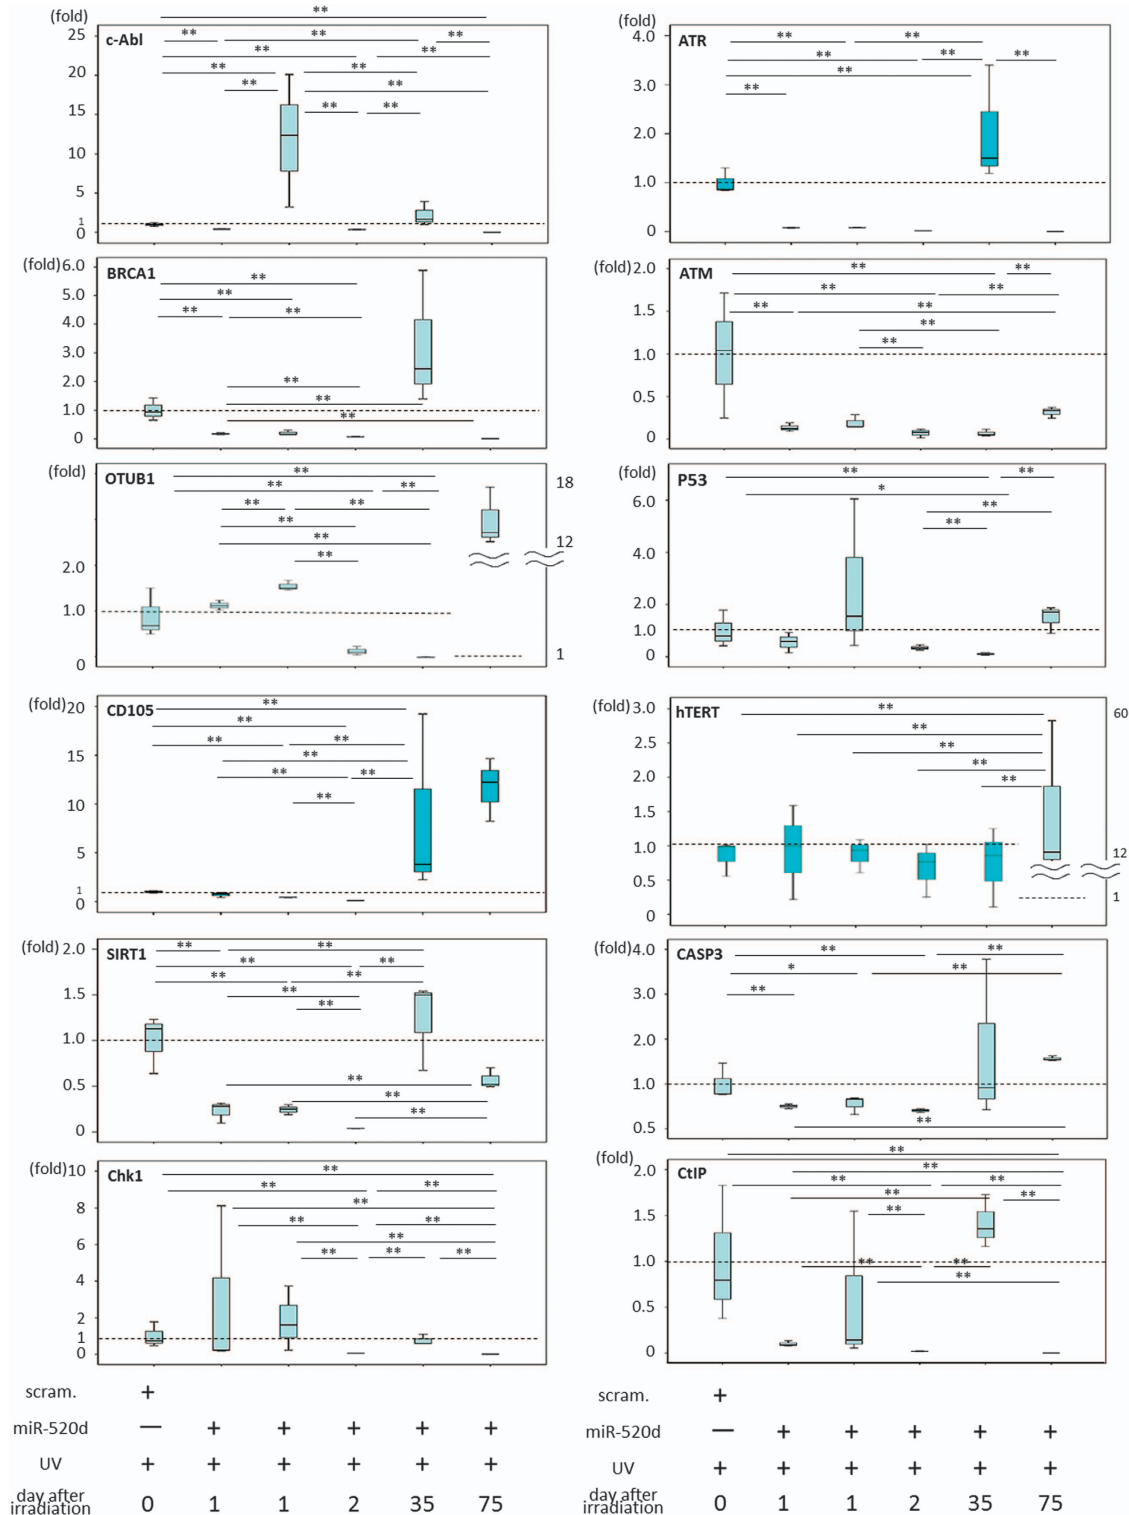 (fold)
c-Abl
25
20
15
10
5
1
0
** ** ** ** ** ** ** ** ** ** ** ** **
(fold)
ATR
4.0
3.0
2.0
1.0
0
** ** ** ** ** ** **
(fold)
BRCA1
6.0
5.0
4.0
3.0
2.0
1.0
0
** ** ** ** ** ** **
(fold)
ATM
2.0
1.5
1.0
0.5
0
** ** ** ** ** ** ** **
(fold)
OTUB1
2.0
1.0
0
18
12
1
** ** ** ** ** ** ** **
(fold)
P53
6.0
4.0
2.0
1.0
0
** ** * ** **
(fold)
CD105
20
15
10
5
1
0
** ** ** ** ** ** ** **
(fold)
hTERT
3.0
2.5
2.0
1.5
1.0
0.5
0
60
12
1
** ** ** ** **
(fold)
SIRT1
2.0
1.5
1.0
0.5
0
** ** ** ** ** ** ** ** ** ** **
(fold)
CASP3
4.0
3.0
2.0
1.0
0.5
** ** * ** ** **
(fold)
Chk1
10
8
6
4
2
1
0
** ** ** ** ** ** ** ** ** **
(fold)
CtIP
2.0
1.0
0.5
0
** ** ** ** ** ** ** ** ** **
scram. +
miR-520d — + + + + +
UV + + + + + +
day after
irradiation 0 1 1 2 35 75
scram. +
miR-520d — + + + + +
UV + + + + + +
day after
irradiation 0 1 1 2 35 75